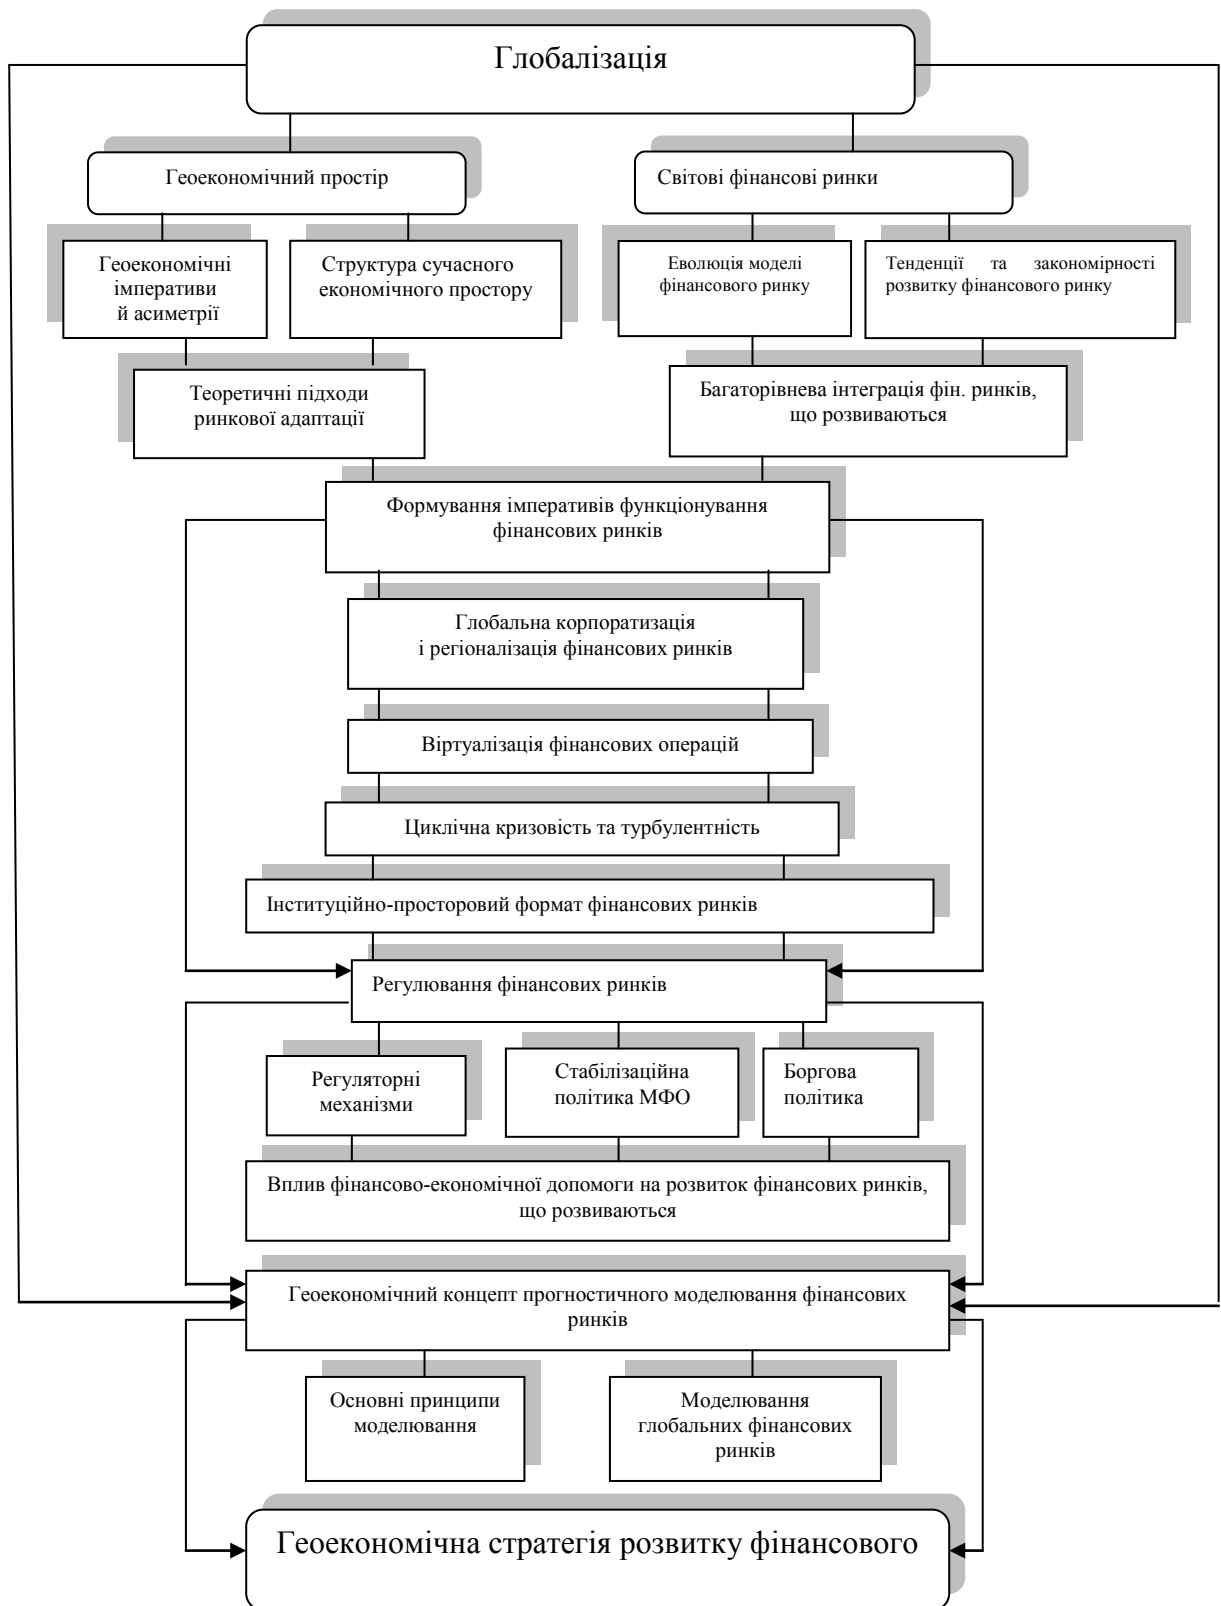 Глобалізація
Геоекономічний простір
Світові фінансові ринки
Геоекономічні
імперативи
й асиметрії
Структура сучасного
економічного простору
Еволюція моделі
фінансового ринку
Тенденції та закономірності
розвитку фінансового ринку
Теоретичні підходи
ринкової адаптації
Багаторівнева інтеграція фін. ринків,
що розвиваються
Формування імперативів функціонування
фінансових ринків
Глобальна корпоратизація
і регіоналізація фінансових ринків
Віртуалізація фінансових операцій
Циклічна кризовість та турбулентність
Інституційно-просторовий формат фінансових ринків
Регулювання фінансових ринків
Регуляторні
механізми
Стабілізаційна
політика МФО
Боргова
політика
Вплив фінансово-економічної допомоги на розвиток фінансових ринків,
що розвиваються
Геоекономічний концепт прогностичного моделювання фінансових
ринків
Основні принципи
моделювання
Моделювання
глобальних фінансових
ринків
Геоекономічна стратегія розвитку фінансового